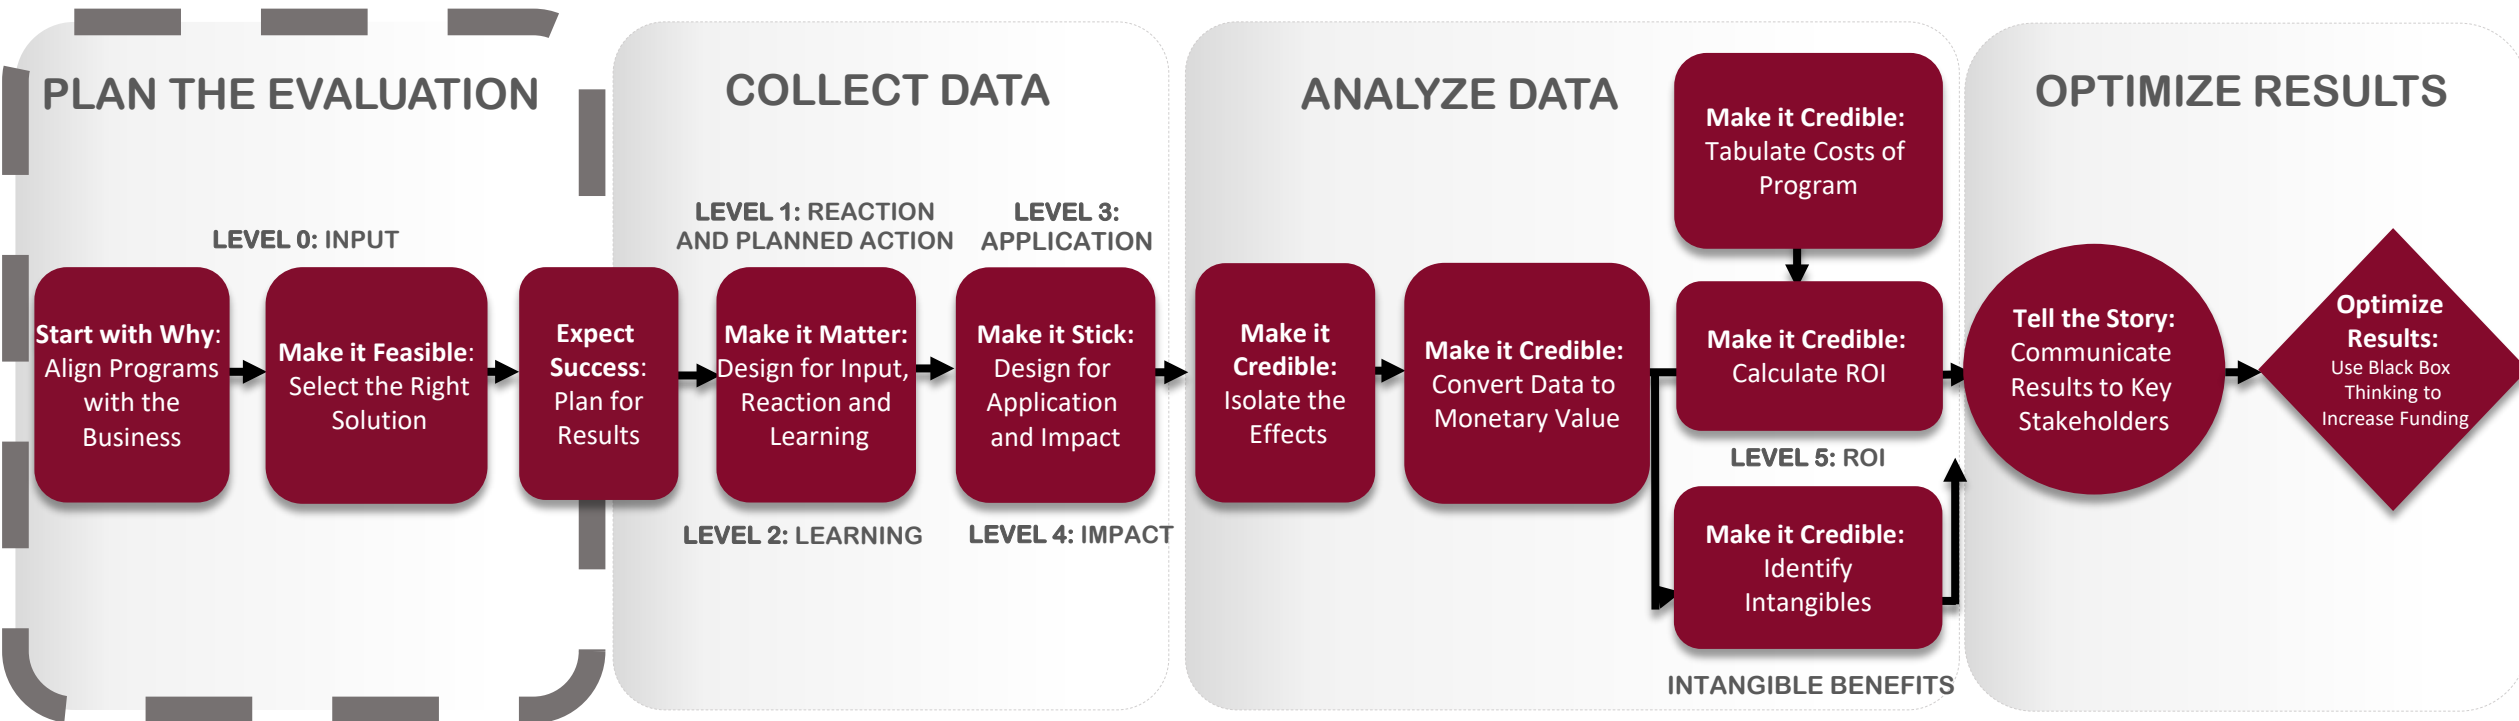 PLAN THE EVALUATION
LEVEL 0: INPUT
Start with Why:
Align Programs
with the
Business
Make it Feasible:
Select the Right
Solution
Expect
Success:
Plan for
Results
COLLECT DATA
LEVEL 1: REACTION
AND PLANNED ACTION
Make it Matter:
Design for Input,
Reaction and
Learning
LEVEL 2: LEARNING
LEVEL 3:
APPLICATION
Make it Stick:
Design for
Application
and Impact
LEVEL 4: IMPACT
ANALYZE DATA
Make it
Credible:
Isolate the
Effects
Make it Credible:
Convert Data to
Monetary Value
Make it Credible:
Tabulate Costs of
Program
Make it Credible:
Calculate ROI
LEVEL 5: ROI
Make it Credible:
Identify
Intangibles
INTANGIBLE BENEFITS
OPTIMIZE RESULTS
Tell the Story:
Communicate
Results to Key
Stakeholders
Optimize
Results:
Use Black Box
Thinking to
Increase Funding